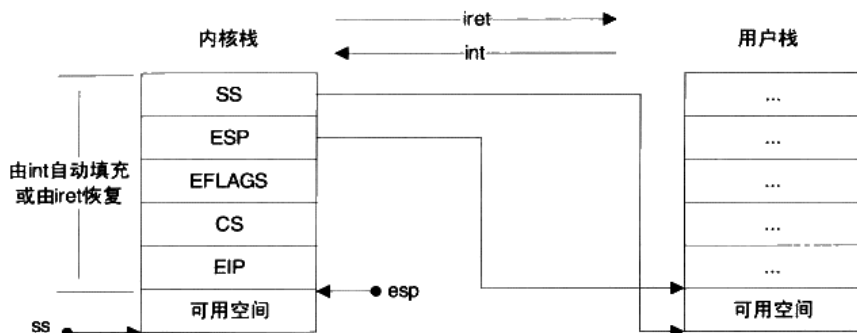 iret
内核栈
int
用户栈
SS
...
ESP
...
由int自动填充
或由iret恢复
EFLAGS
...
CS
...
EIP
...
esp
可用空间
可用空间
ss